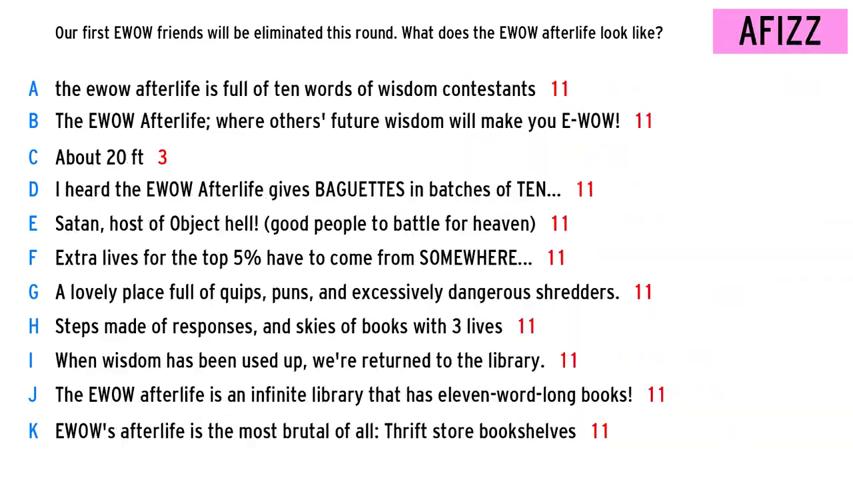 Our first EWOW friends will be eliminated this round. What does the EWOW afterlife look like?
AFIZZ
A the ewow afterlife is full of ten words of wisdom contestants 11
B The EWOW Afterlife; where others' future wisdom will make you E-WOW! 11
C About 20 ft 3
D I heard the EWOW Afterlife gives BAGUETTES in batches of TEN... 11
E Satan, host of Object hell! (good people to battle for heaven) 11
F Extra lives for the top 5% have to come from SOMEWHERE... 11
G A lovely place full of quips, puns, and excessively dangerous shredders. 11
H Steps made of responses, and skies of books with 3 lives 11
I When wisdom has been used up, we're returned to the library. 11
J The EWOW afterlife is an infinite library that has eleven-word-long books! 11
K EWOW's afterlife is the most brutal of all: Thrift store bookshelves 11